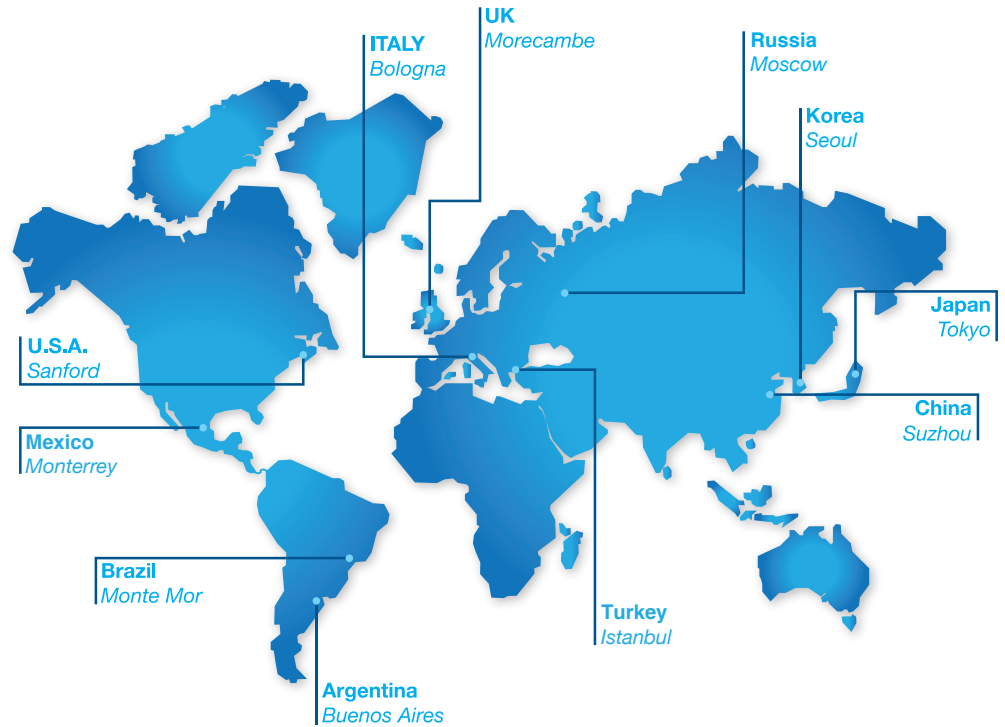 UK
Morecambe
ITALY
Bologna
Russia
Moscow
Korea
Seoul
Japan
Tokyo
U.S.A.
Sanford
China
Suzhou
Mexico
Monterrey
Brazil
Monte Mor
Turkey
Istanbul
Argentina
Buenos Aires